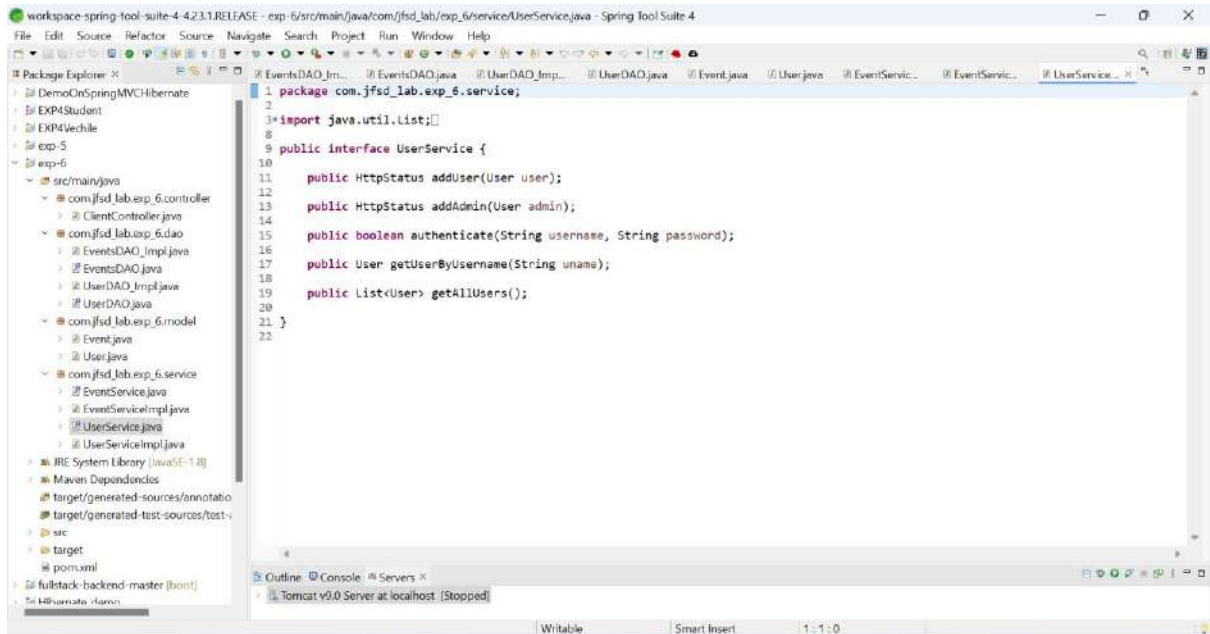 workspace-spring-tool-suite-4-4.23.1.RELEASE - exp-6/src/main/java/com/jfsd_lab/exp_6/service/UserService.java - Spring Tool Suite 4
File Edit Source Refactor Source Navigate Search Project Run Window Help
Package Explorer
EventsDAO_Im... EventsDAO.java UserDAO_Imp... UserDAO.java Event.java User.java EventServic... EventServic... UserService...
DemoOnSpringMVCHibernate
EXP4Student
EXP4Vechile
exp-5
exp-6
src/main/java
com.jfsd_lab.exp_6.controller
ClientController.java
com.jfsd_lab.exp_6.dao
EventsDAO_Impl.java
EventsDAO.java
UserDAO_Impl.java
UserDAO.java
com.jfsd_lab.exp_6.model
Event.java
User.java
com.jfsd_lab.exp_6.service
EventService.java
EventServiceImpl.java
UserService.java
UserServiceImpl.java
JRE System Library [JavaSE-1.8]
Maven Dependencies
target/generated-sources/annotatio
target/generated-test-sources/test-
src
target
pom.xml
fullstack-backend-master [boot]
Hibernate demo
1 package com.jfsd_lab.exp_6.service;
2
3 import java.util.List;
8
9 public interface UserService {
10
11 public HttpStatus addUser(User user);
12
13 public HttpStatus addAdmin(User admin);
14
15 public boolean authenticate(String username, String password);
16
17 public User getUserByUsername(String uname);
18
19 public List<User> getAllUsers();
20
21 }
22
Outline Console Servers
Tomcat v9.0 Server at localhost [Stopped]
Writable Smart Insert 1 : 1 : 0